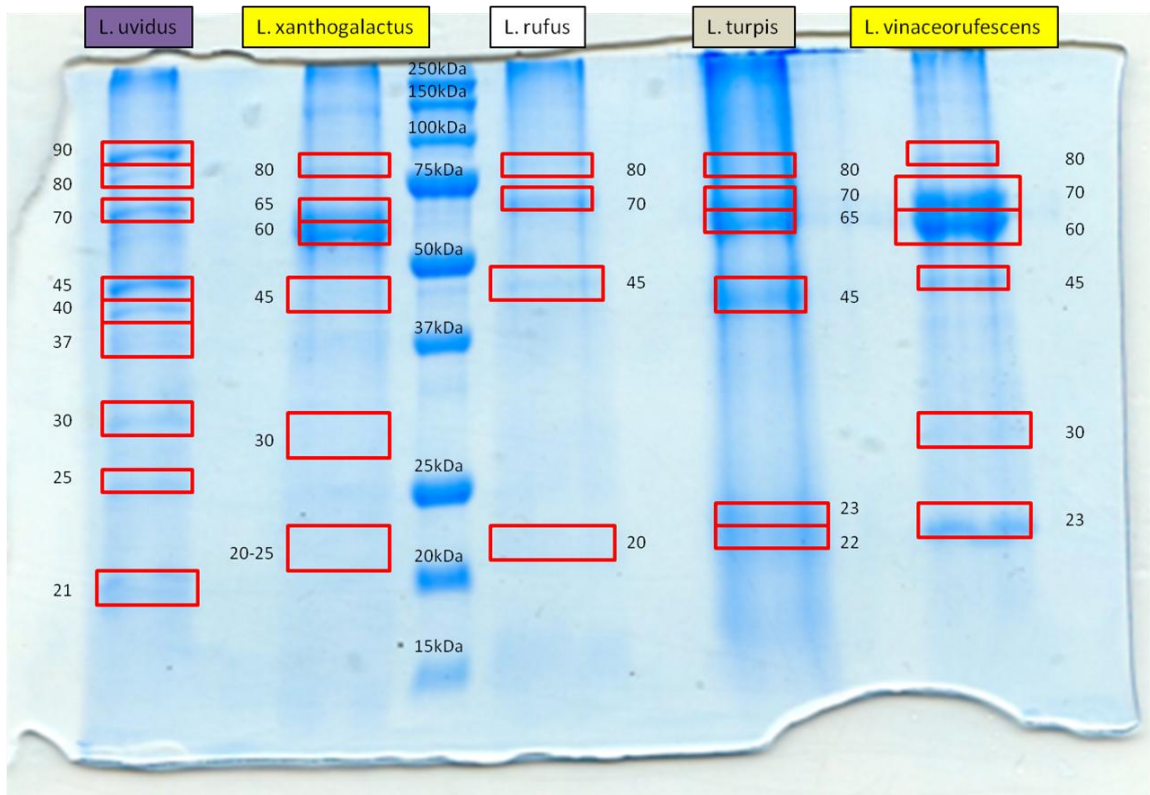 L. uvidus
L. xanthogalactus
L. rufus
L. turpis
L. vinaceorufescens
90
80
70
45
40
37
30
25
21
80
65
60
45
30
20-25
250kDa
150kDa
100kDa
75kDa
50kDa
37kDa
25kDa
20kDa
15kDa
80
70
45
20
80
70
65
45
23
22
80
70
60
45
30
23